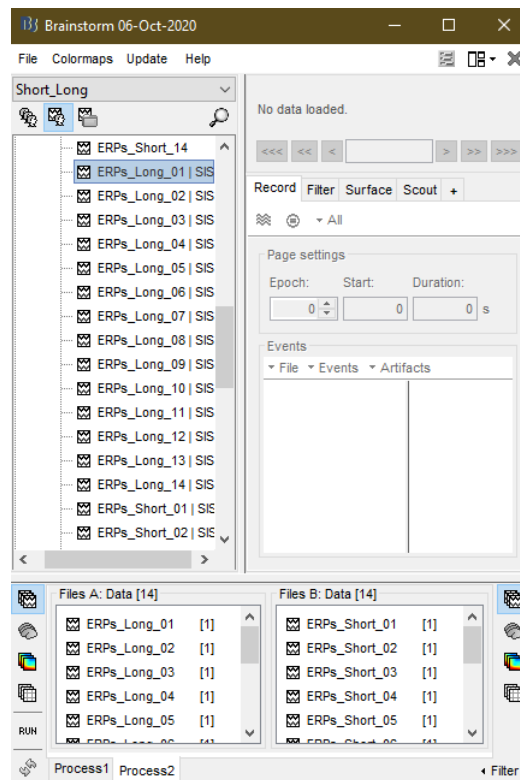 Brainstorm 06-Oct-2020
File Colormaps Update Help
Short_Long
ERPs_Short_14
ERPs_Long_01 | SIS
ERPs_Long_02 | SIS
ERPs_Long_03 | SIS
ERPs_Long_04 | SIS
ERPs_Long_05 | SIS
ERPs_Long_06 | SIS
ERPs_Long_07 | SIS
ERPs_Long_08 | SIS
ERPs_Long_09 | SIS
ERPs_Long_10 | SIS
ERPs_Long_11 | SIS
ERPs_Long_12 | SIS
ERPs_Long_13 | SIS
ERPs_Long_14 | SIS
ERPs_Short_01 | SIS
ERPs_Short_02 | SIS
No data loaded.
<<< << < > >> >>>
Record Filter Surface Scout +
All
Page settings
Epoch: Start: Duration:
0 0 0 s
Events
File Events Artifacts
Files A: Data [14]
ERPs_Long_01 [1]
ERPs_Long_02 [1]
ERPs_Long_03 [1]
ERPs_Long_04 [1]
ERPs_Long_05 [1]
Files B: Data [14]
ERPs_Short_01 [1]
ERPs_Short_02 [1]
ERPs_Short_03 [1]
ERPs_Short_04 [1]
ERPs_Short_05 [1]
RUN
Process1 Process2
Filter